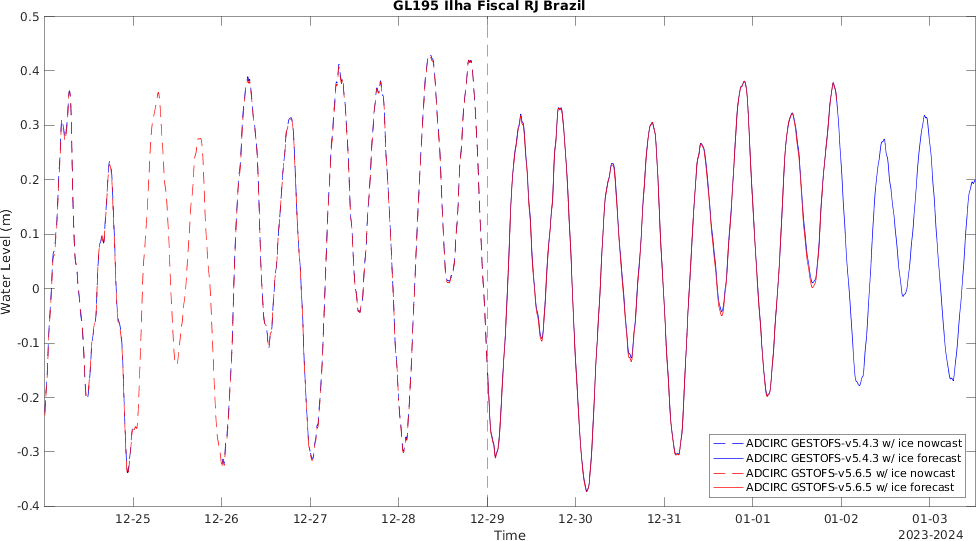 GL195 Ilha Fiscal RJ Brazil
0.5
0.4
0.3
0.2
0.1
0
-0.1
-0.2
-0.3
-0.4
Water Level (m)
ADCIRC GESTOFS-v5.4.3 w/ ice nowcast
ADCIRC GESTOFS-v5.4.3 w/ ice forecast
ADCIRC GSTOFS-v5.6.5 w/ ice nowcast
ADCIRC GSTOFS-v5.6.5 w/ ice forecast
12-25 12-26 12-27 12-28 12-29 12-30 12-31 01-01 01-02 01-03
Time
2023-2024